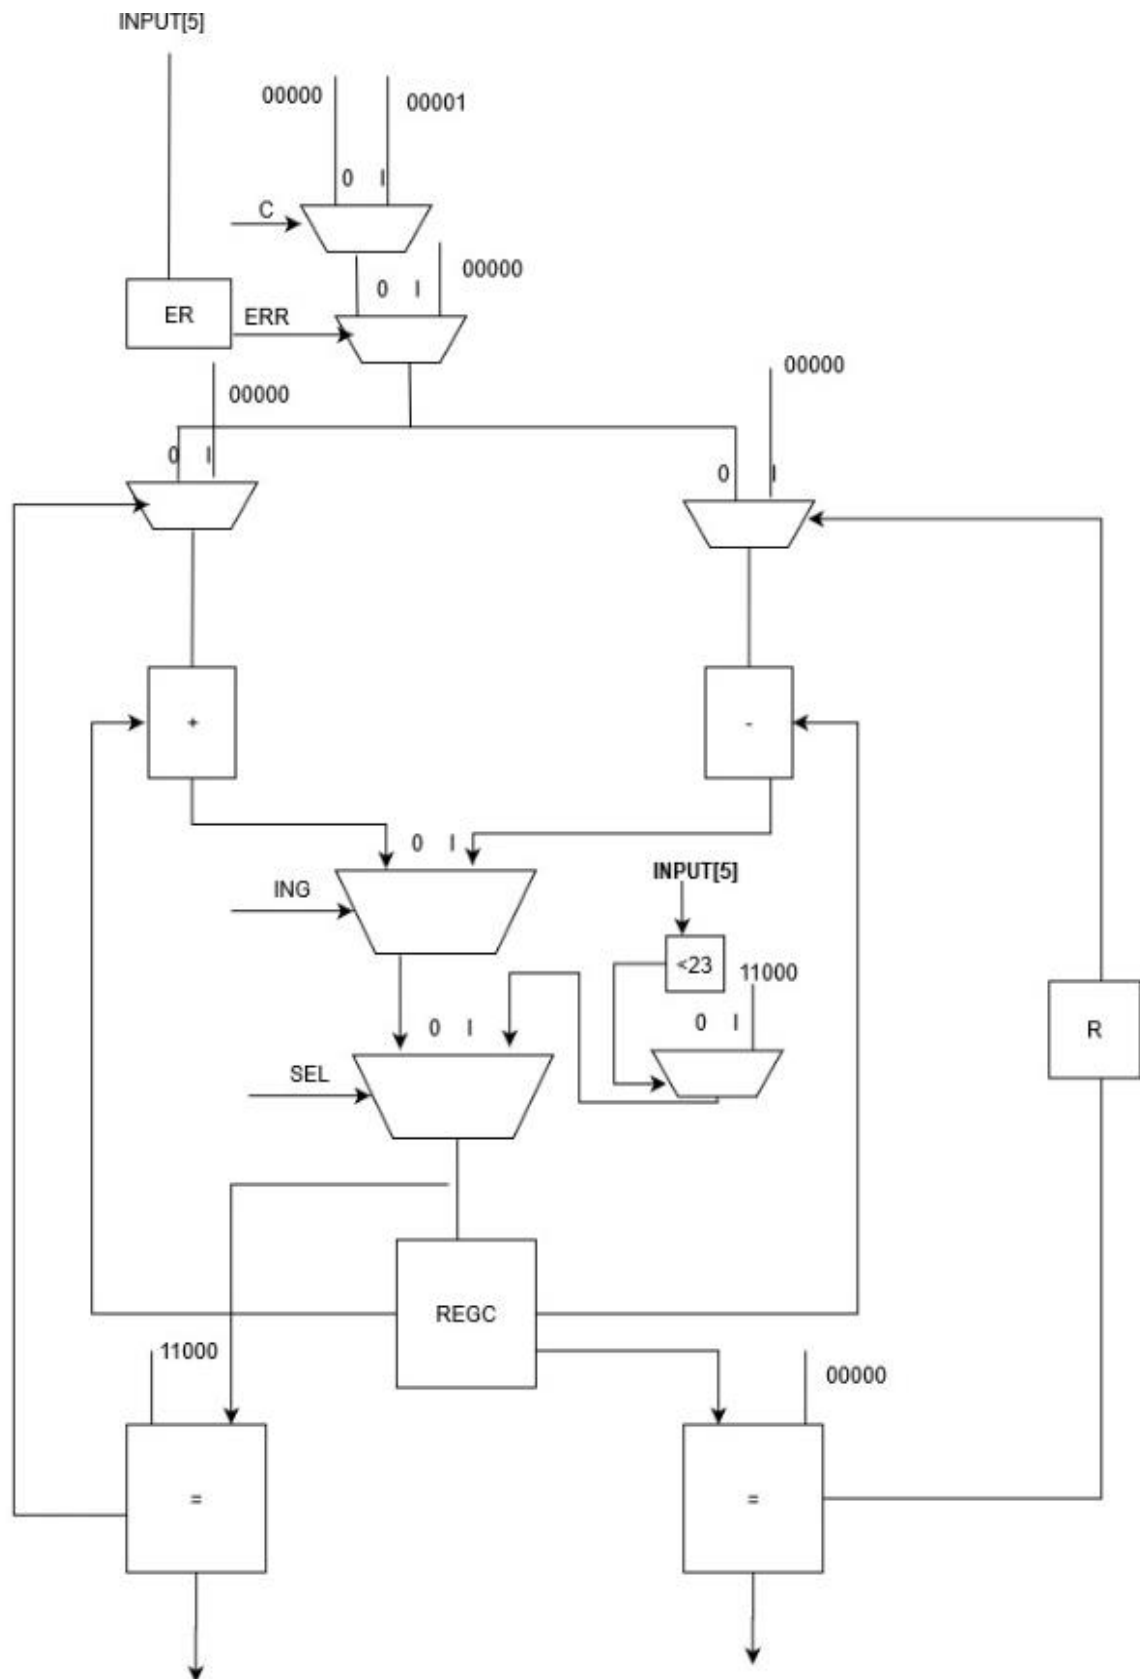 INPUT[5]
00000
00001
0 I
C
00000
0 I
ER
ERR
00000
00000
0 I
0 I
+
-
0 I
ING
INPUT[5]
<23
11000
0 I
0 I
SEL
R
REGC
11000
00000
=
=